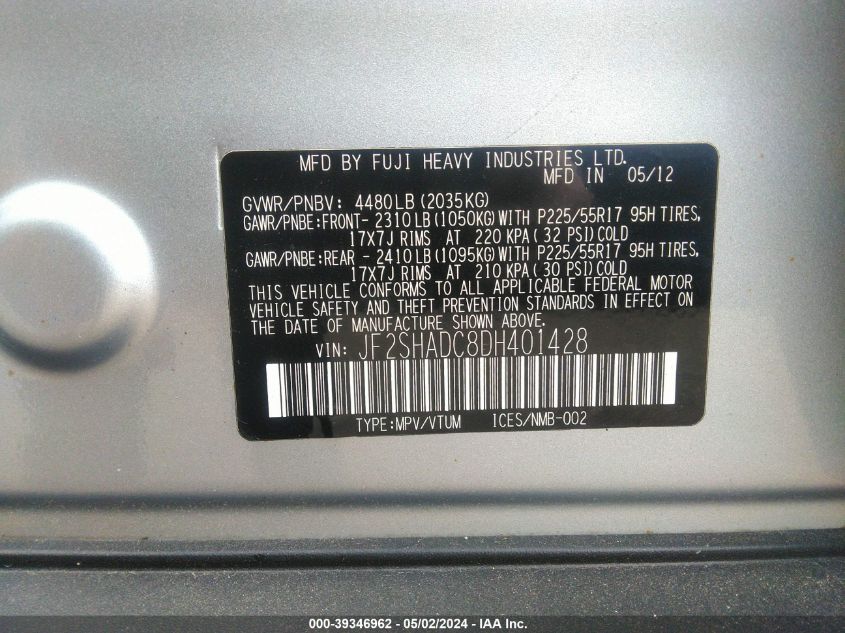 MFD BY FUJI HEAVY INDUSTRIES LTD.
MFD IN 05/12
GVWR/PNBV: 4480LB(2035KG)
GAWR/PNBE:FRONT- 2310LB(1050KG)WITH P225/55R17 95H TIRES,
17X7J RIMS AT 220 KPA(32 PSI)COLD
GAWR/PNBE:REAR - 2410LB(1095KG)WITH P225/55R17 95H TIRES,
17X7J RIMS AT 210 KPA(30 PSI)COLD
THIS VEHICLE CONFORMS TO ALL APPLICABLE FEDERAL MOTOR
VEHICLE SAFETY AND THEFT PREVENTION STANDARDS IN EFFECT ON
THE DATE OF MANUFACTURE SHOWN ABOVE.
VIN: JF2SHADC8DH401428
TYPE:MPV/VTUM ICES/NMB-002
000-39346962 - 05/02/2024 - IAA Inc.